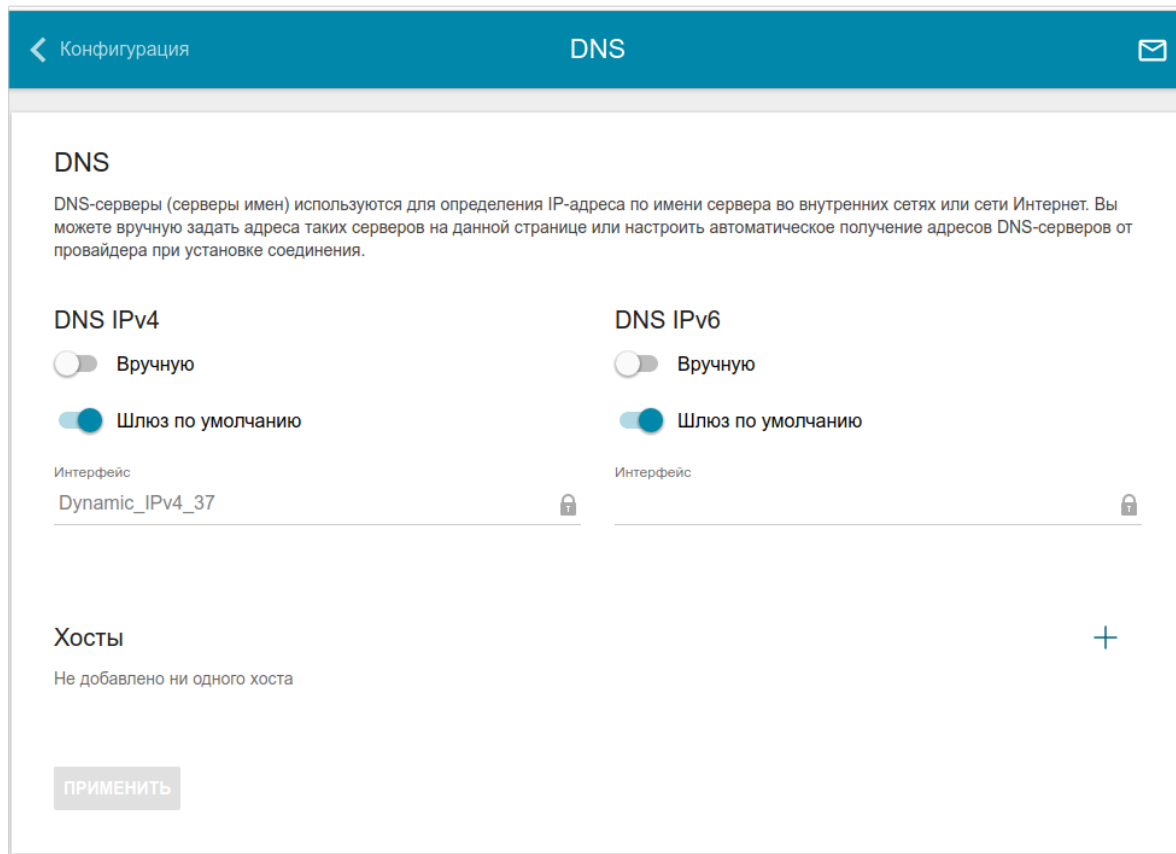 Конфигурация
DNS
DNS
DNS-серверы (серверы имен) используются для определения IP-адреса по имени сервера во внутренних сетях или сети Интернет. Вы
можете вручную задать адреса таких серверов на данной странице или настроить автоматическое получение адресов DNS-серверов от
провайдера при установке соединения.
DNS IPv4
Вручную
Шлюз по умолчанию
Интерфейс
Dynamic_IPv4_37
DNS IPv6
Вручную
Шлюз по умолчанию
Интерфейс
Хосты
Не добавлено ни одного хоста
ПРИМЕНИТЬ